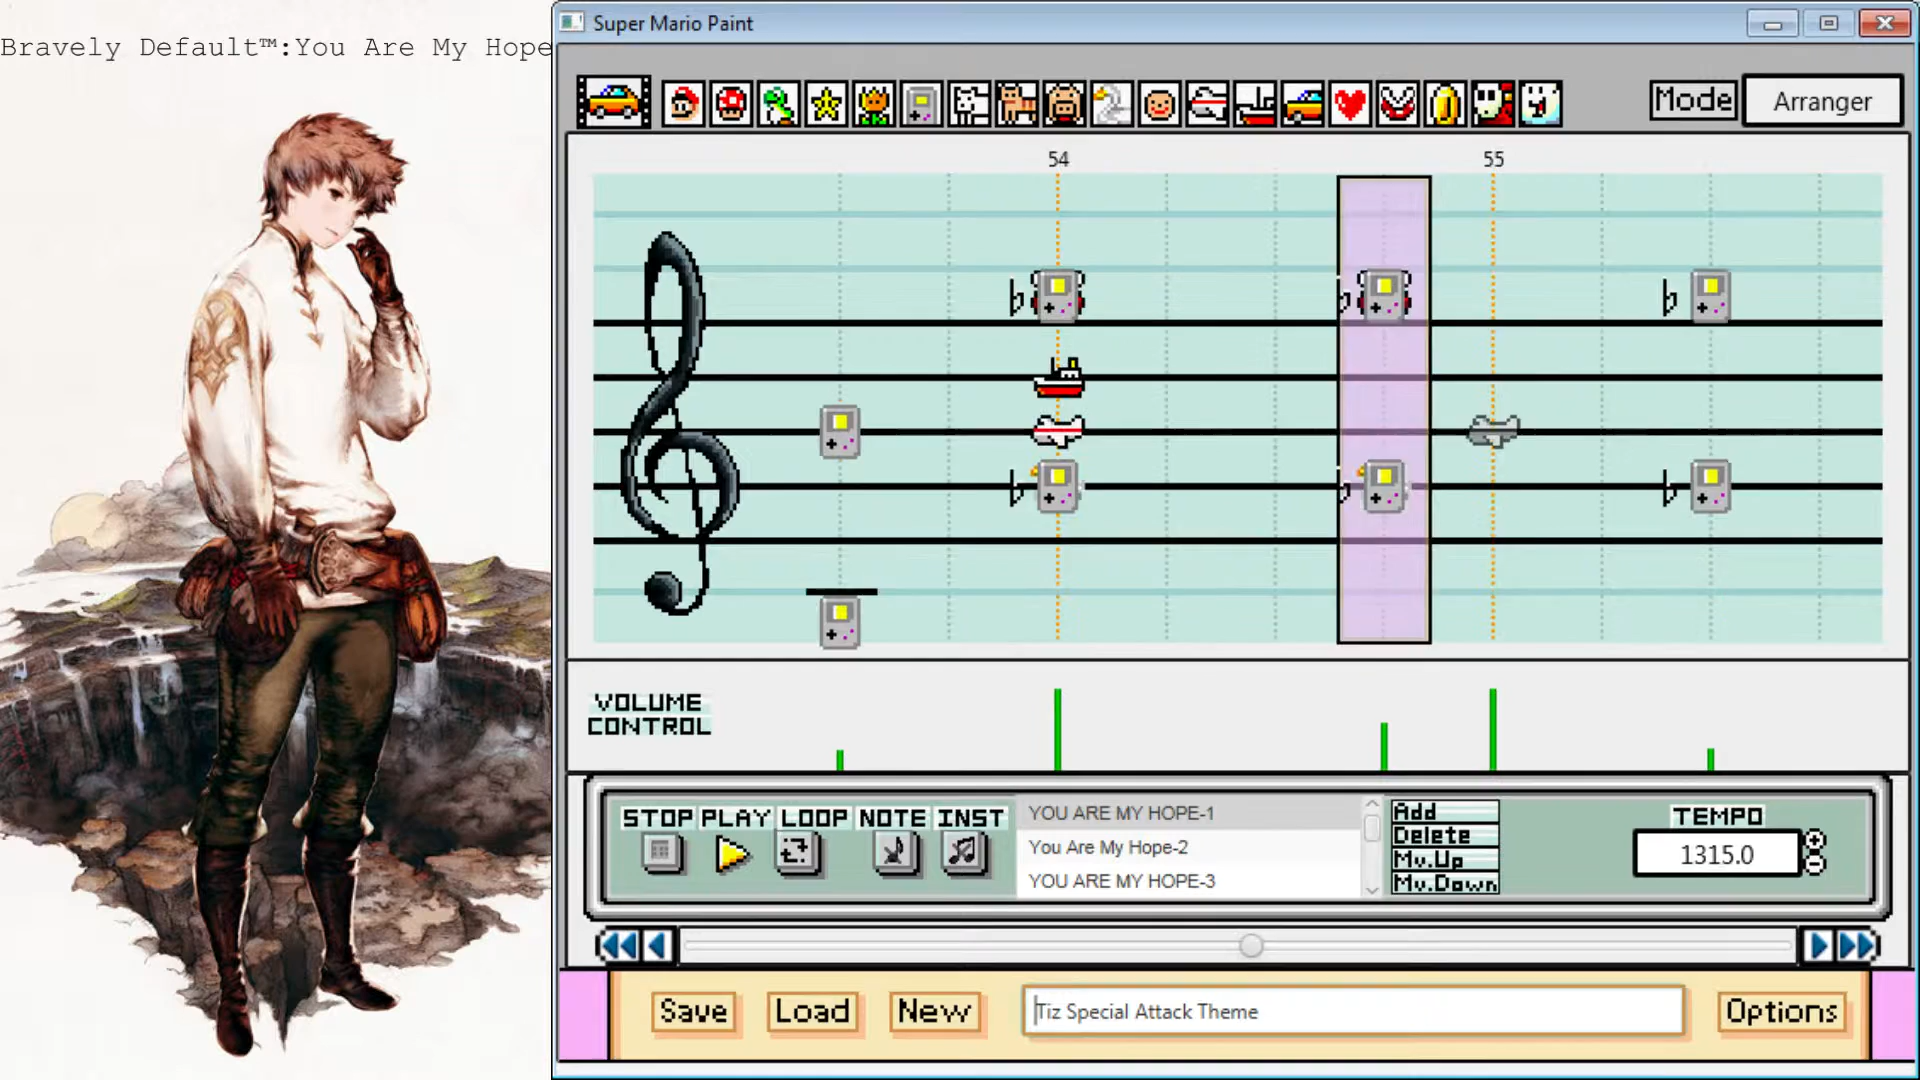 Super Mario Paint
Bravely Default™:You Are My Hope
Mode
Arranger
54
55
VOLUME
CONTROL
STOP PLAY LOOP NOTE INST
YOU ARE MY HOPE-1
You Are My Hope-2
YOU ARE MY HOPE-3
Add
Delete
Mv.Up
Mv.Down
TEMPO
1315.0
Save
Load
New
Tiz Special Attack Theme
Options